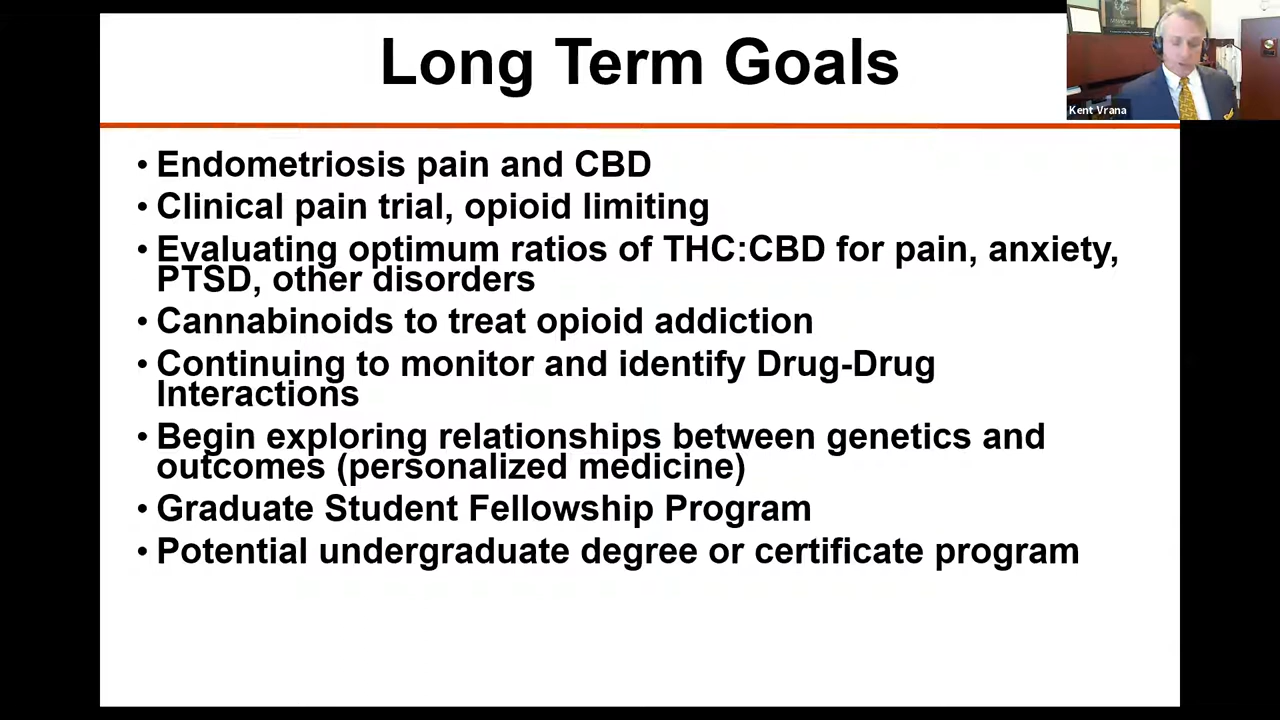 Long Term Goals
Kent Vrana
• Endometriosis pain and CBD
• Clinical pain trial, opioid limiting
• Evaluating optimum ratios of THC:CBD for pain, anxiety,
PTSD, other disorders
• Cannabinoids to treat opioid addiction
• Continuing to monitor and identify Drug-Drug
Interactions
• Begin exploring relationships between genetics and
outcomes (personalized medicine)
• Graduate Student Fellowship Program
• Potential undergraduate degree or certificate program